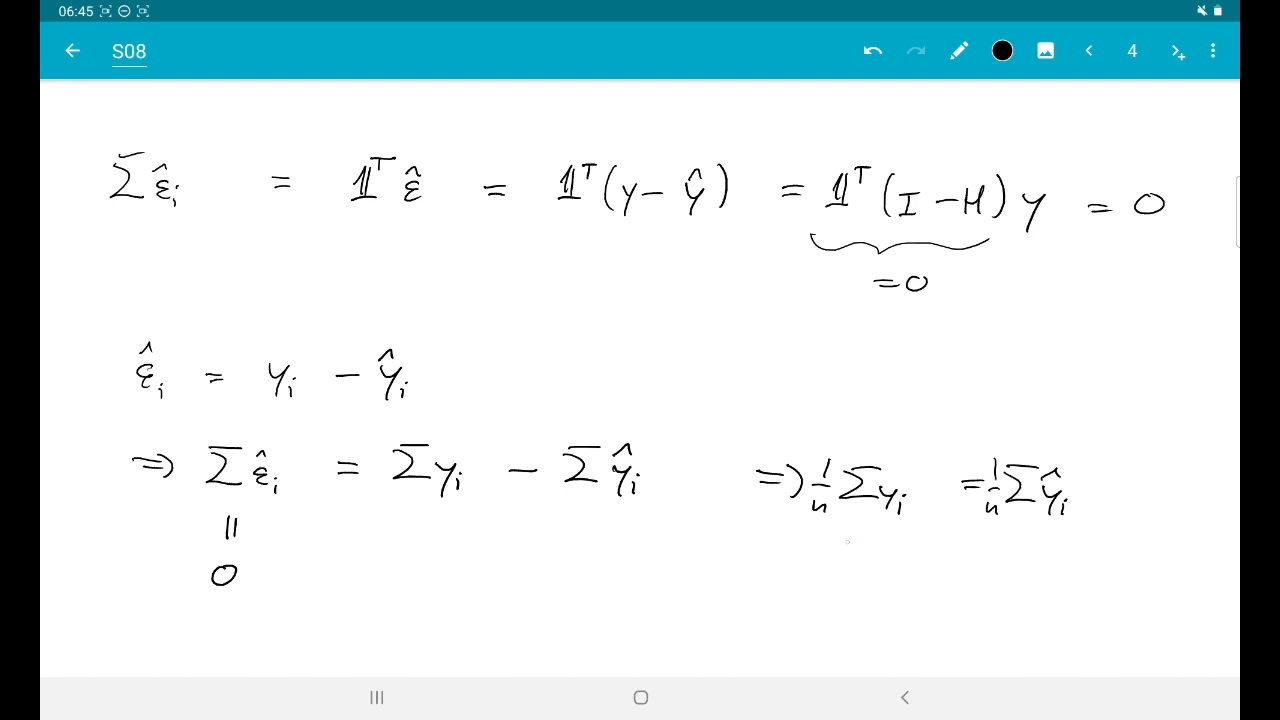 06:45
S08
4
Σ ε̂ᵢ = 𝟙ᵀ ε̂ = 𝟙ᵀ (y − ŷ) = 𝟙ᵀ (I − H) y = 0
= 0
ε̂ᵢ = yᵢ − ŷᵢ
⇒ Σ ε̂ᵢ = Σ yᵢ − Σ ŷᵢ ⇒ 1/n Σ yᵢ = 1/n Σ ŷᵢ
||
0